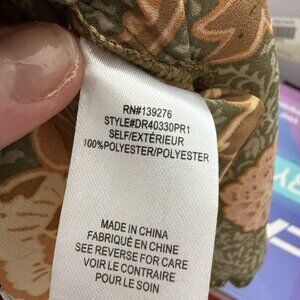 RN#139276
STYLE#DR40330PR1
SELF/EXTÉRIEUR
100%POLYESTER/POLYESTER
MADE IN CHINA
FABRIQUÉ EN CHINE
SEE REVERSE FOR CARE
VOIR LE CONTRAIRE
POUR LE SOIN